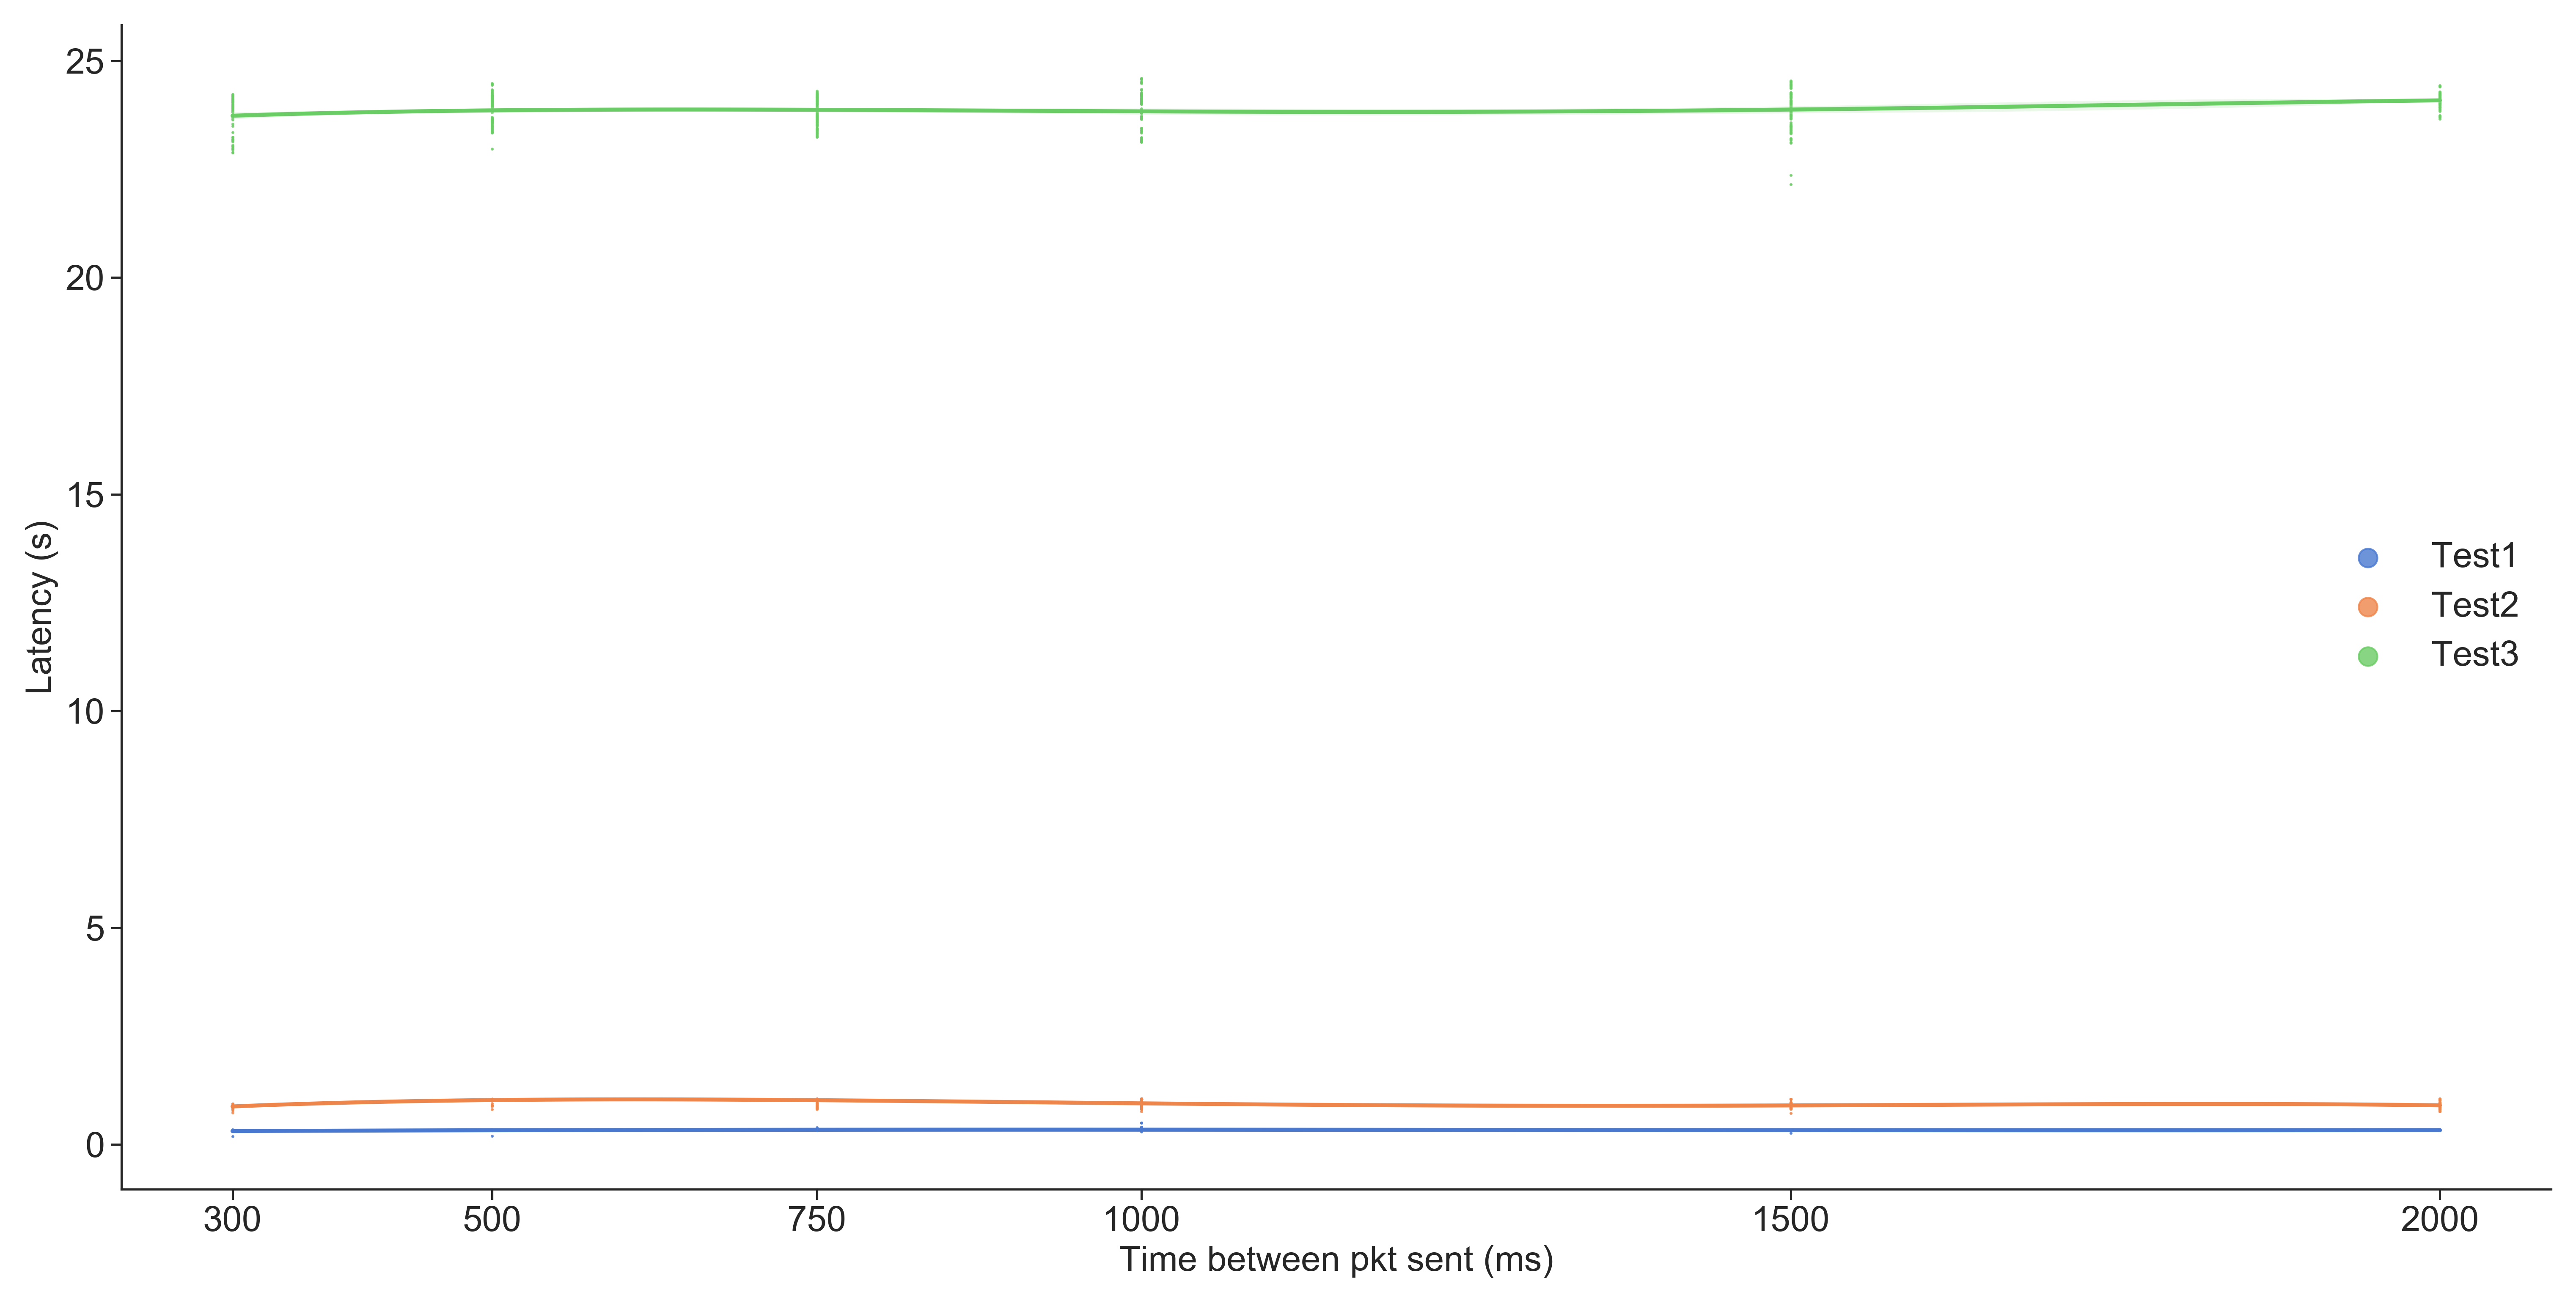 Latency (s)
25
20
15
10
5
0
Test1
Test2
Test3
300 500 750 1000 1500 2000
Time between pkt sent (ms)